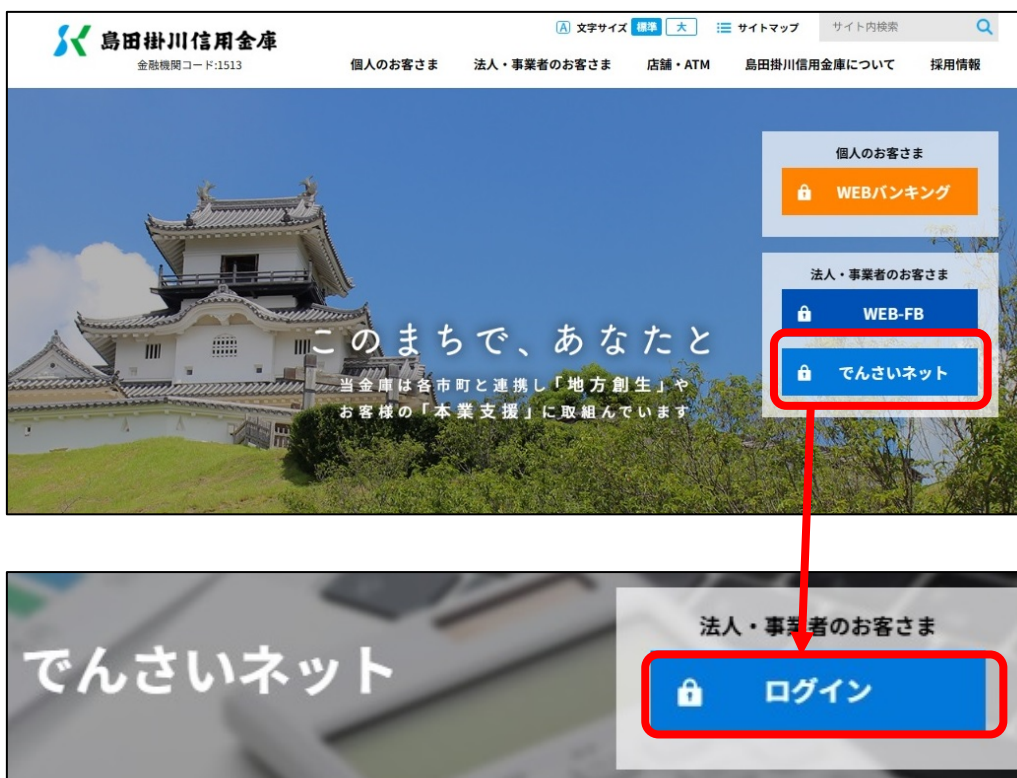 島田掛川信用金庫
金融機関コード:1513
A 文字サイズ 標準 大 サイトマップ サイト内検索
個人のお客さま 法人・事業者のお客さま 店舗・ATM 島田掛川信用金庫について 採用情報
個人のお客さま
WEBバンキング
法人・事業者のお客さま
WEB-FB
でんさいネット
このまちで、あなたと
当金庫は各市町と連携し「地方創生」や
お客様の「本業支援」に取組んでいます
でんさいネット
法人・事業者のお客さま
ログイン